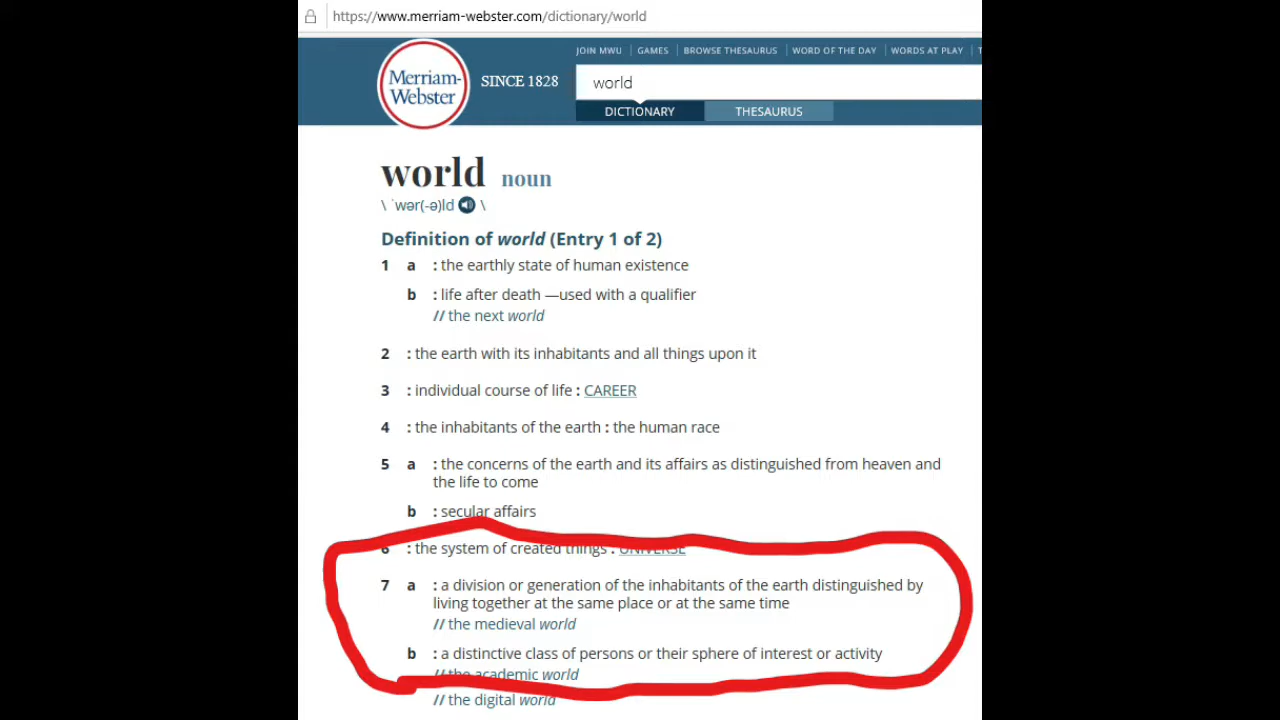 https://www.merriam-webster.com/dictionary/world
JOIN MWU GAMES BROWSE THESAURUS WORD OF THE DAY WORDS AT PLAY
Merriam-
Webster
SINCE 1828
world
DICTIONARY THESAURUS
world noun
\ ˈwər(-ə)ld \
Definition of world (Entry 1 of 2)
1 a : the earthly state of human existence
b : life after death —used with a qualifier
// the next world
2 : the earth with its inhabitants and all things upon it
3 : individual course of life : CAREER
4 : the inhabitants of the earth : the human race
5 a : the concerns of the earth and its affairs as distinguished from heaven and
the life to come
b : secular affairs
6 : the system of created things : UNIVERSE
7 a : a division or generation of the inhabitants of the earth distinguished by
living together at the same place or at the same time
// the medieval world
b : a distinctive class of persons or their sphere of interest or activity
// the academic world
// the digital world